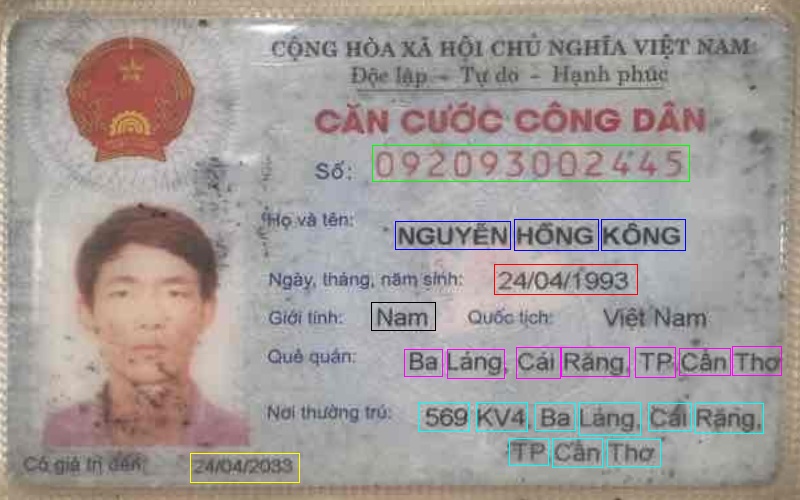 CỘNG HÒA XÃ HỘI CHỦ NGHĨA VIỆT NAM
Độc lập - Tự do - Hạnh phúc
CĂN CƯỚC CÔNG DÂN
Số: 092093002445
Họ và tên: NGUYỄN HỒNG KÔNG
Ngày, tháng, năm sinh: 24/04/1993
Giới tính: Nam Quốc tịch: Việt Nam
Quê quán: Ba Láng, Cái Răng, TP, Cần Thơ
Nơi thường trú: 569 KV4, Ba Láng, Cái Răng,
TP, Cần Thơ
Có giá trị đến: 24/04/2033